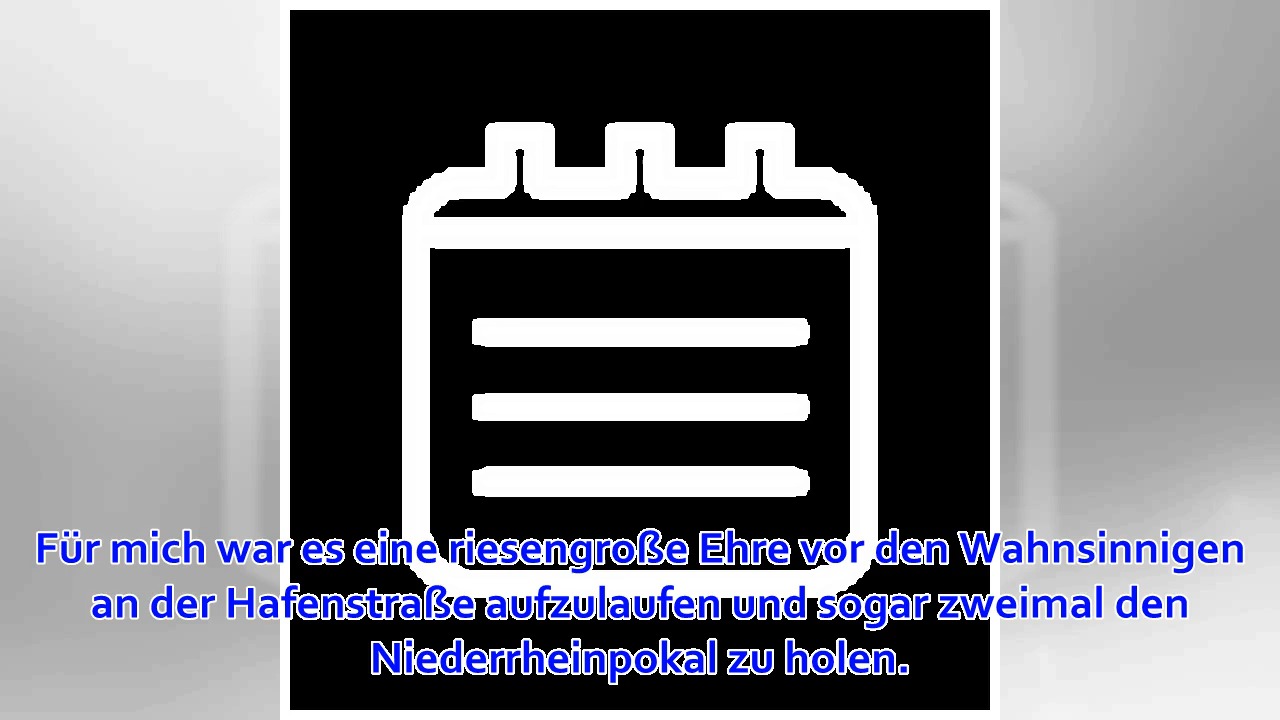 Für mich war es eine riesengroße Ehre vor den Wahnsinnigen
an der Hafenstraße aufzulaufen und sogar zweimal den
Niederrheinpokal zu holen.